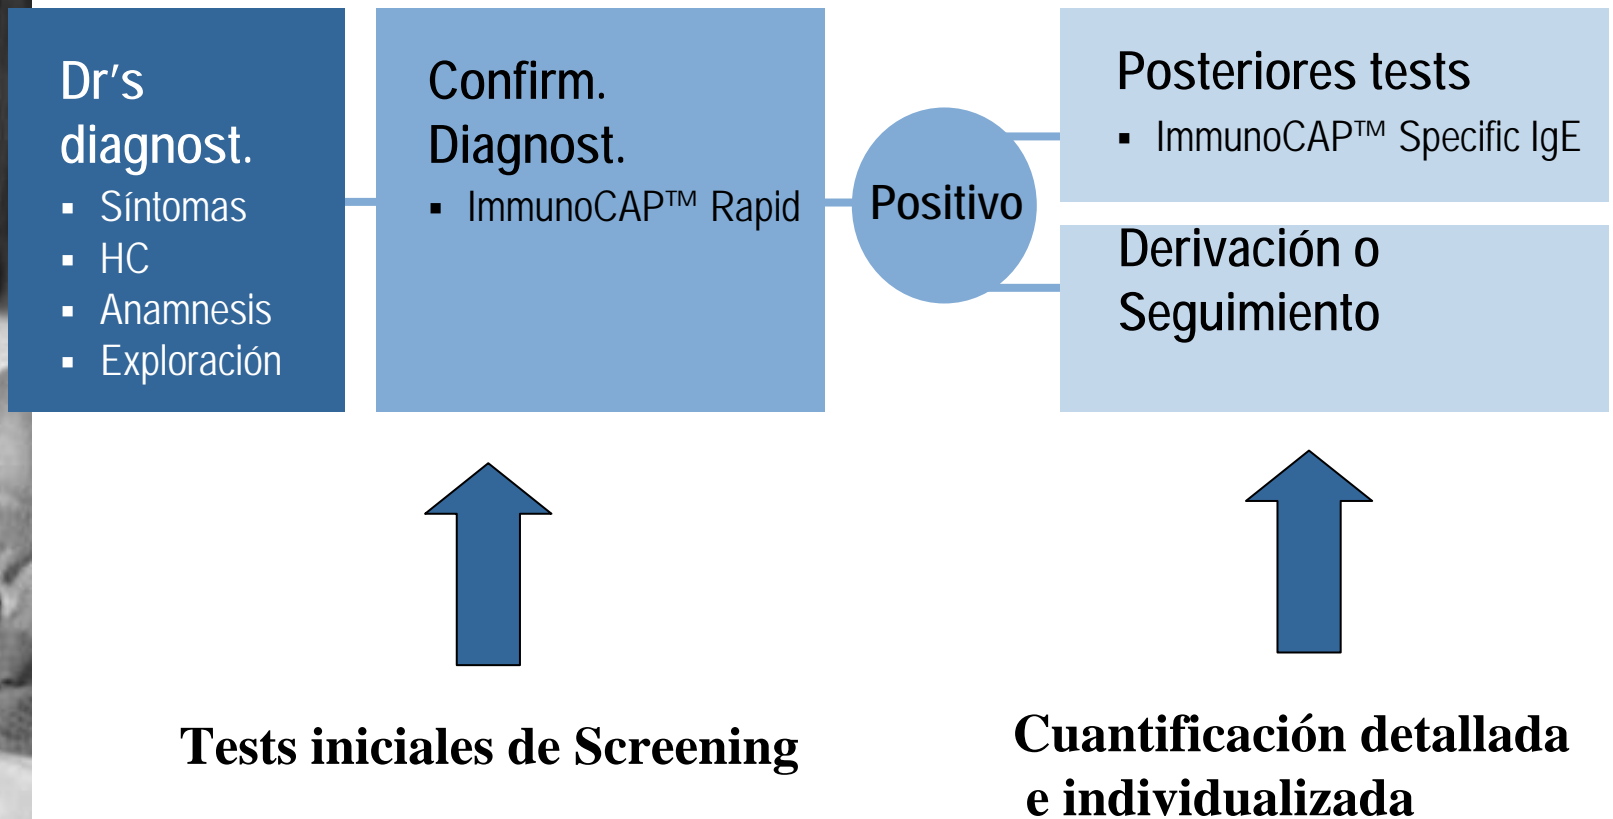 Dr's
diagnost.
▪ Síntomas
▪ HC
▪ Anamnesis
▪ Exploración
Confirm.
Diagnost.
▪ ImmunoCAP™ Rapid
Positivo
Posteriores tests
▪ ImmunoCAP™ Specific IgE
Derivación o
Seguimiento
Tests iniciales de Screening
Cuantificación detallada
e individualizada